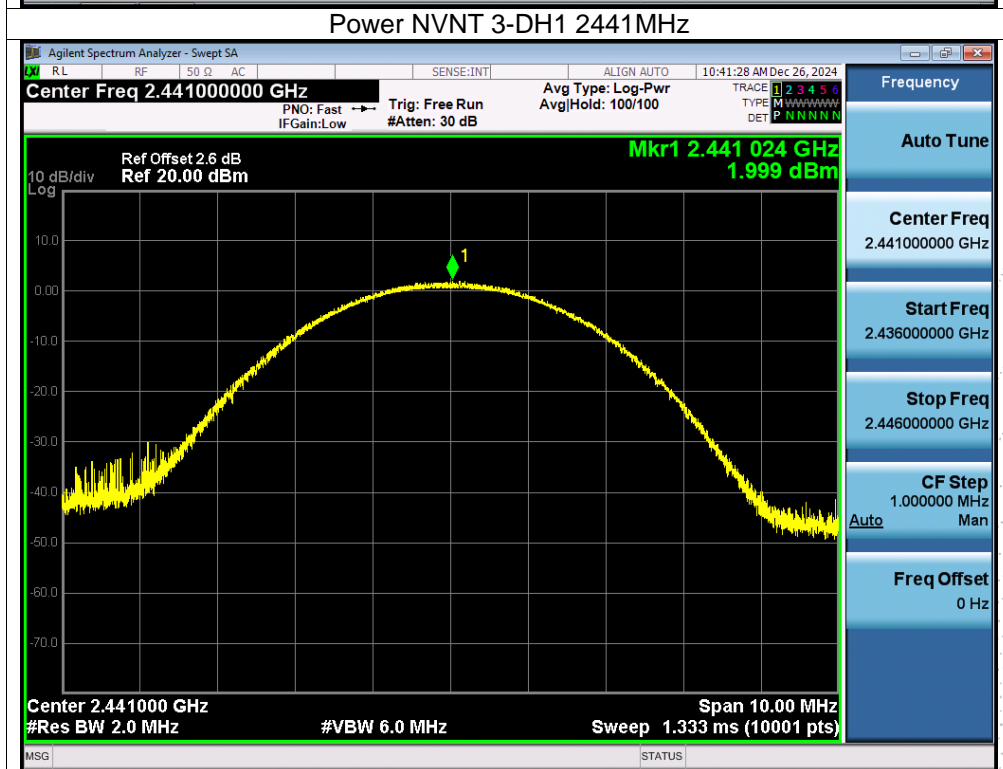 Power NVNT 3-DH1 2441MHz
Agilent Spectrum Analyzer - Swept SA
LXI RL RF 50 Ω AC SENSE:INT ALIGN AUTO 10:41:28 AM Dec 26, 2024
Center Freq 2.441000000 GHz
PNO: Fast
IFGain:Low
Trig: Free Run
#Atten: 30 dB
Avg Type: Log-Pwr
Avg|Hold: 100/100
TRACE 1 2 3 4 5 6
TYPE M WWWWW
DET P N N N N N
Mkr1 2.441 024 GHz
1.999 dBm
Ref Offset 2.6 dB
10 dB/div Ref 20.00 dBm
Log
10.0
0.00
-10.0
-20.0
-30.0
-40.0
-50.0
-60.0
-70.0
1
Center 2.441000 GHz Span 10.00 MHz
#Res BW 2.0 MHz #VBW 6.0 MHz Sweep 1.333 ms (10001 pts)
MSG STATUS
Frequency
Auto Tune
Center Freq
2.441000000 GHz
Start Freq
2.436000000 GHz
Stop Freq
2.446000000 GHz
CF Step
1.000000 MHz
Auto Man
Freq Offset
0 Hz